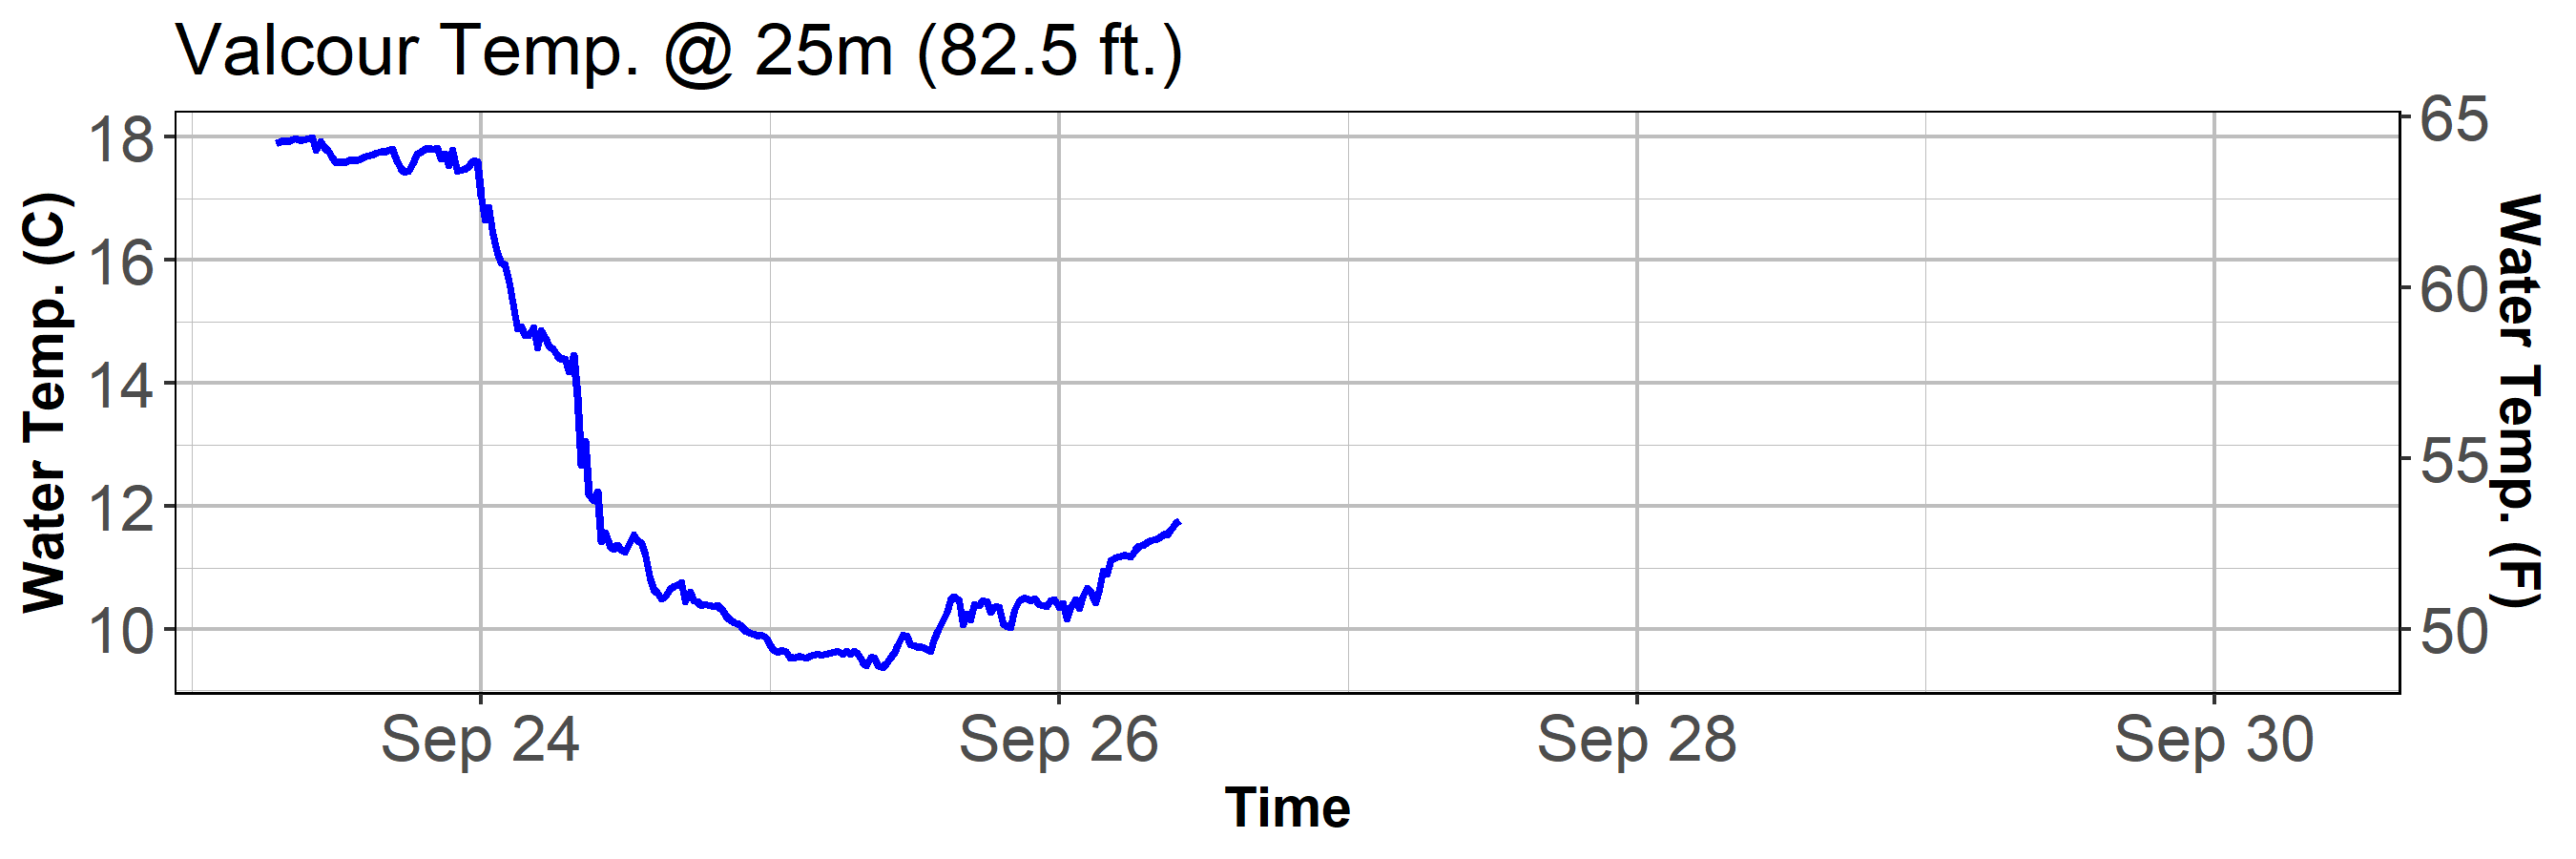 Valcour Temp. @ 25m (82.5 ft.)
Water Temp. (C)
18
16
14
12
10
65
60
55
50
Water Temp. (F)
Sep 24
Sep 26
Sep 28
Sep 30
Time